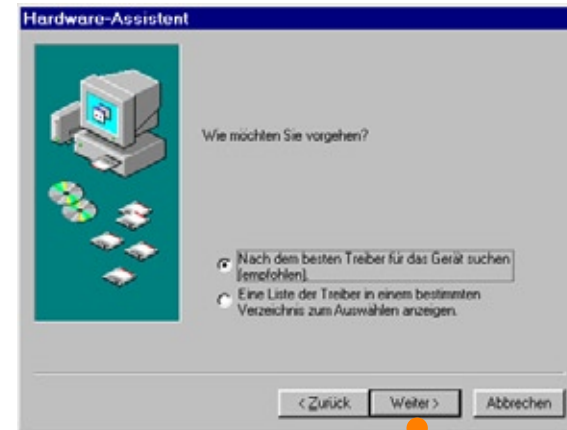 Hardware-Assistent
Wie möchten Sie vorgehen?
Nach dem besten Treiber für das Gerät suchen
(empfohlen).
Eine Liste der Treiber in einem bestimmten
Verzeichnis zum Auswählen anzeigen.
< Zurück Weiter > Abbrechen